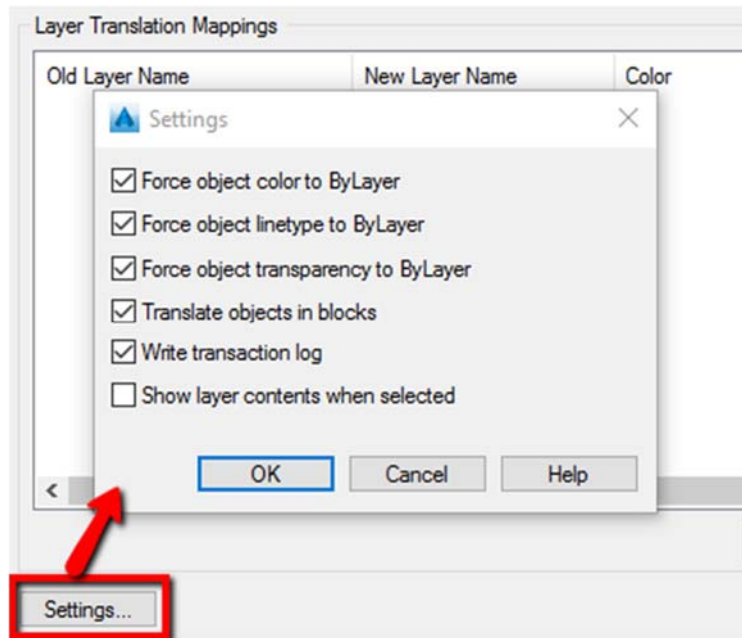 Layer Translation Mappings
Old Layer Name New Layer Name Color
Settings
Force object color to ByLayer
Force object linetype to ByLayer
Force object transparency to ByLayer
Translate objects in blocks
Write transaction log
Show layer contents when selected
OK Cancel Help
Settings...